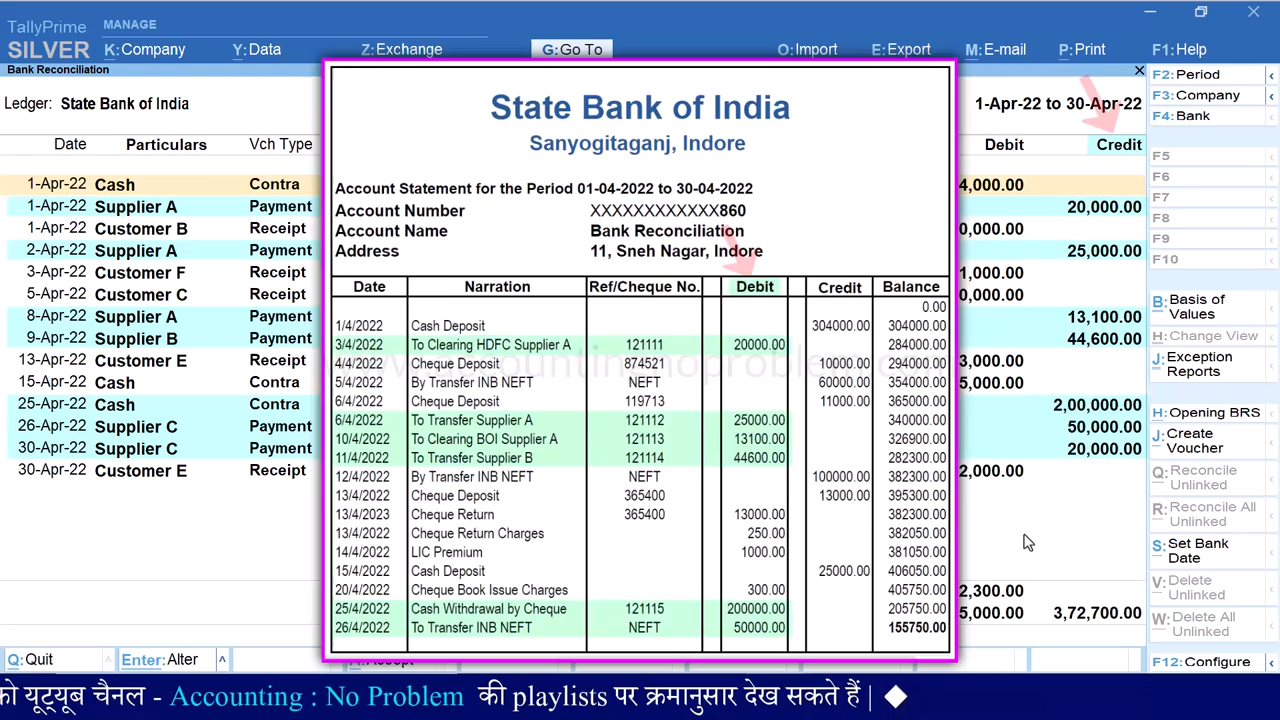 TallyPrime MANAGE
SILVER K:Company Y:Data Z:Exchange G:Go To O:Import E:Export M:E-mail P:Print F1:Help
Bank Reconciliation
Ledger: State Bank of India 1-Apr-22 to 30-Apr-22
Date Particulars Vch Type Debit Credit
1-Apr-22 Cash Contra 4,000.00
1-Apr-22 Supplier A Payment 20,000.00
1-Apr-22 Customer B Receipt 0,000.00
2-Apr-22 Supplier A Payment 25,000.00
3-Apr-22 Customer F Receipt 1,000.00
5-Apr-22 Customer C Receipt 0,000.00
8-Apr-22 Supplier A Payment 13,100.00
9-Apr-22 Supplier B Payment 44,600.00
13-Apr-22 Customer E Receipt 3,000.00
15-Apr-22 Cash Contra 5,000.00
25-Apr-22 Cash Contra 2,00,000.00
26-Apr-22 Supplier C Payment 50,000.00
30-Apr-22 Supplier C Payment 20,000.00
30-Apr-22 Customer E Receipt 2,000.00
2,300.00
5,000.00 3,72,700.00
State Bank of India
Sanyogitaganj, Indore
Account Statement for the Period 01-04-2022 to 30-04-2022
Account Number XXXXXXXXXXXX860
Account Name Bank Reconciliation
Address 11, Sneh Nagar, Indore
Date Narration Ref/Cheque No. Debit Credit Balance
0.00
1/4/2022 Cash Deposit 304000.00 304000.00
3/4/2022 To Clearing HDFC Supplier A 121111 20000.00 284000.00
4/4/2022 Cheque Deposit 874521 10000.00 294000.00
5/4/2022 By Transfer INB NEFT NEFT 60000.00 354000.00
6/4/2022 Cheque Deposit 119713 11000.00 365000.00
6/4/2022 To Transfer Supplier A 121112 25000.00 340000.00
10/4/2022 To Clearing BOI Supplier A 121113 13100.00 326900.00
11/4/2022 To Transfer Supplier B 121114 44600.00 282300.00
12/4/2022 By Transfer INB NEFT NEFT 100000.00 382300.00
13/4/2022 Cheque Deposit 365400 13000.00 395300.00
13/4/2023 Cheque Return 365400 13000.00 382300.00
13/4/2022 Cheque Return Charges 250.00 382050.00
14/4/2022 LIC Premium 1000.00 381050.00
15/4/2022 Cash Deposit 25000.00 406050.00
20/4/2022 Cheque Book Issue Charges 300.00 405750.00
25/4/2022 Cash Withdrawal by Cheque 121115 200000.00 205750.00
26/4/2022 To Transfer INB NEFT NEFT 50000.00 155750.00
F2:Period
F3:Company
F4:Bank
F5
F6
F7
F8
F9
F10
B:Basis of
Values
H:Change View
J:Exception
Reports
H:Opening BRS
J:Create
Voucher
Q:Reconcile
Unlinked
R:Reconcile All
Unlinked
S:Set Bank
Date
V:Delete
Unlinked
W:Delete All
Unlinked
F12:Configure
Q:Quit Enter:Alter
को यूट्यूब चैनल - Accounting : No Problem की playlists पर क्रमानुसार देख सकते हैं | ◆